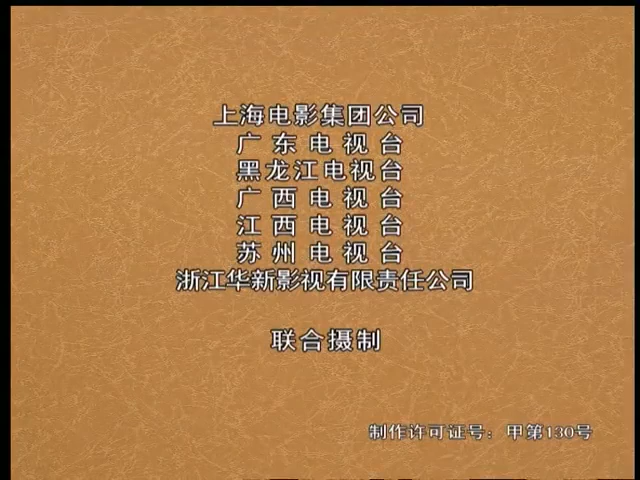 上海电影集团公司
广东电视台
黑龙江电视台
广西电视台
江西电视台
苏州电视台
浙江华新影视有限责任公司
联合摄制
制作许可证号：甲第130号